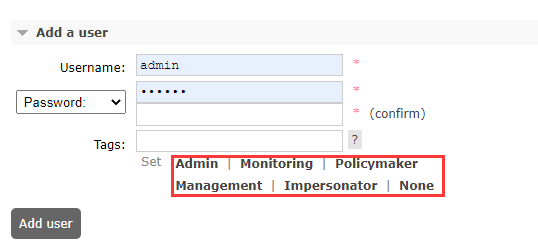 Add a user
Username: admin *
Password: •••••• *
* (confirm)
Tags: ?
Set Admin | Monitoring | Policymaker
Management | Impersonator | None
Add user